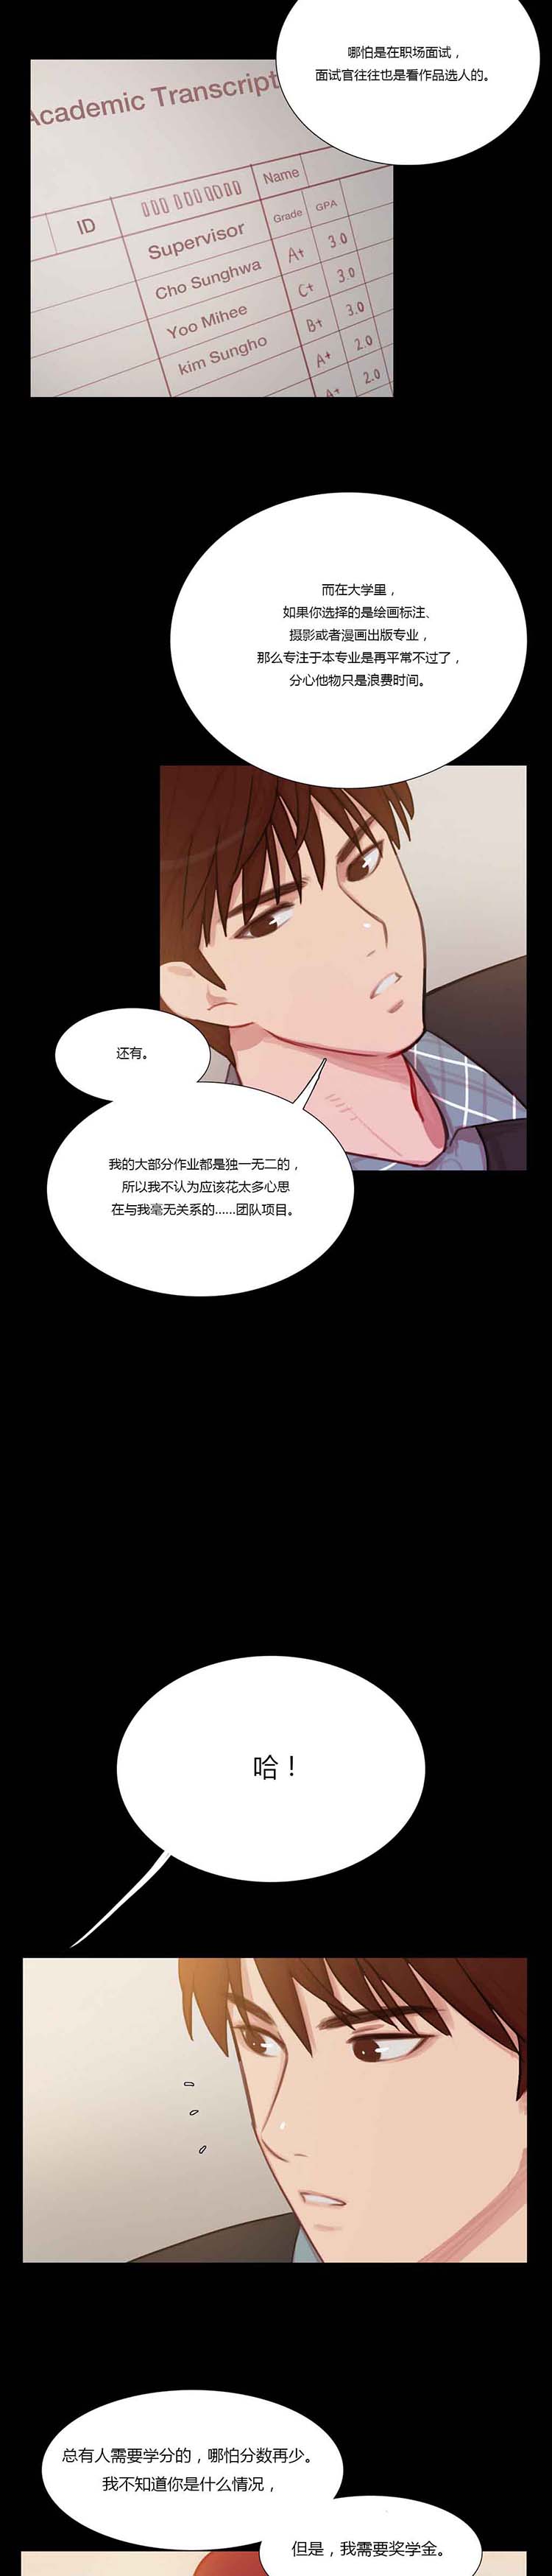 哪怕是在职场面试，
面试官往往也是看作品选人的。
Academic Transcript
ID
Name
Supervisor
Grade
GPA
Cho Sunghwa
A+
3.0
Yoo Mihee
C+
3.0
kim Sungho
B+
3.0
A+
2.0
A+
2.0
而在大学里，
如果你选择的是绘画标注、
摄影或者漫画出版专业，
那么专注于本专业是再平常不过了，
分心他物只是浪费时间。
还有。
我的大部分作业都是独一无二的，
所以我不认为应该花太多心思
在与我毫无关系的……团队项目。
哈！
总有人需要学分的，哪怕分数再少。
我不知道你是什么情况，
但是，我需要奖学金。